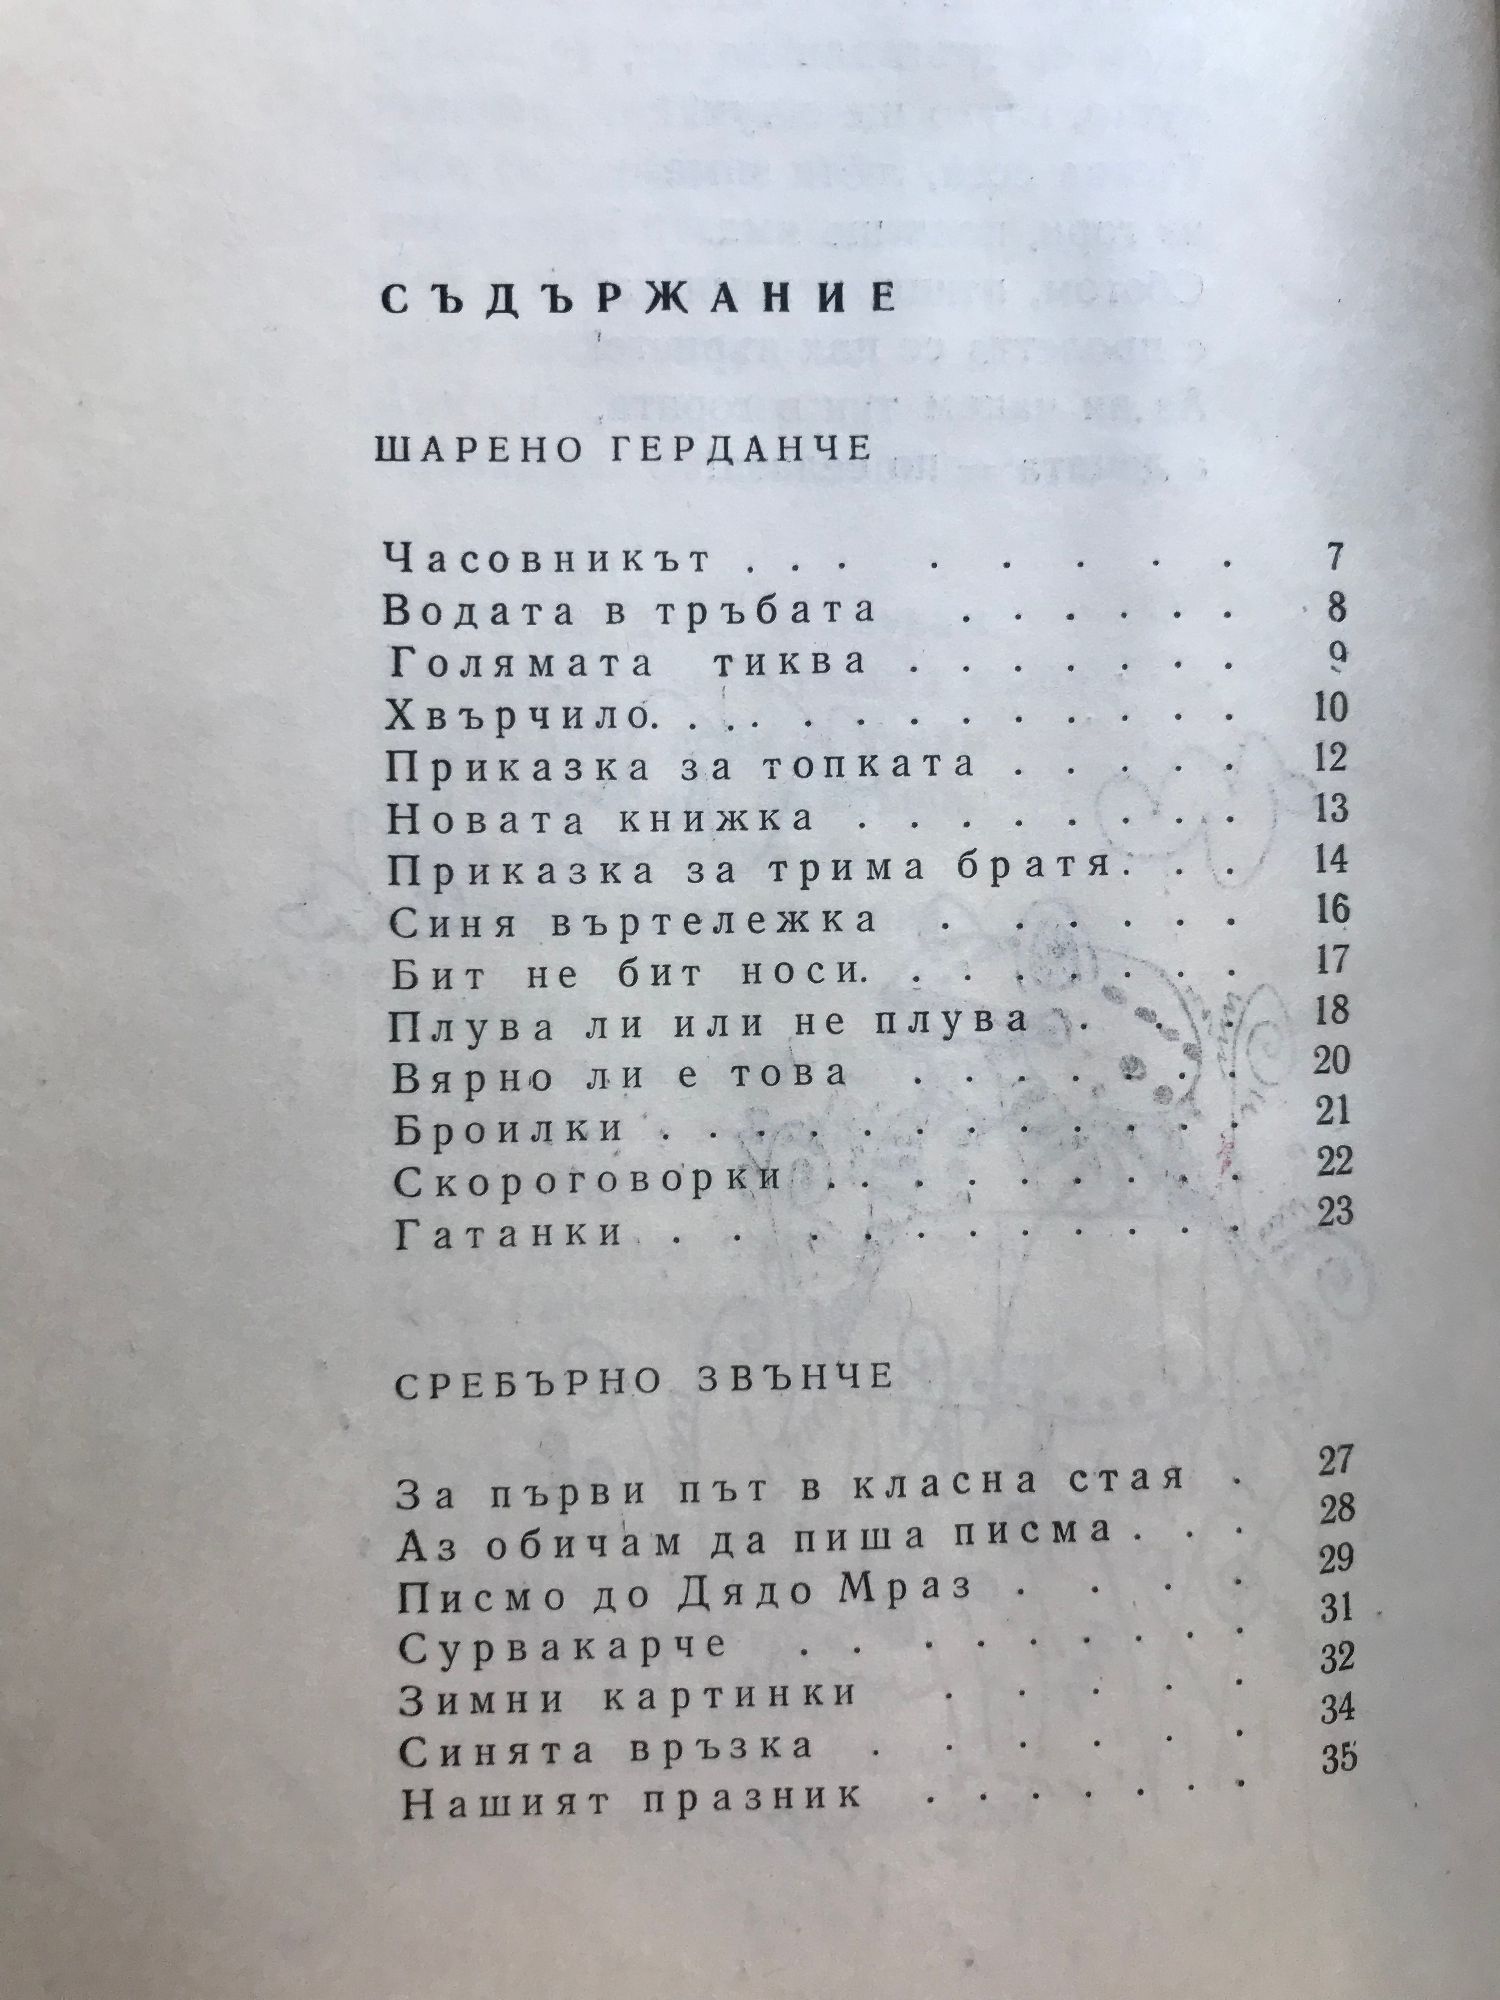 СЪДЪРЖАНИЕ
ШАРЕНО ГЕРДАНЧЕ
Часовникът . . . . . . . . . 7
Водата в тръбата . . . . . . 8
Голямата тиква . . . . . . . 9
Хвърчило. . . . . . . . . . . . 10
Приказка за топката . . . . . 12
Новата книжка . . . . . . . . 13
Приказка за трима братя. . . 14
Синя въртележка . . . . . . 16
Бит не бит носи. . . . . . . . 17
Плува ли или не плува . . . 18
Вярно ли е това . . . . . . . 20
Броилки . . . . . . . . . . . . 21
Скороговорки . . . . . . . . . 22
Гатанки . . . . . . . . . . 23
СРЕБЪРНО ЗВЪНЧЕ
За първи път в класна стая . 27
Аз обичам да пиша писма . . . 28
Писмо до Дядо Мраз . . . . 29
Сурвакарче . . . . . . . . . 31
Зимни картинки . . . . . 32
Синята връзка . . . . . . 34
Нашият празник . . . . . . . 35